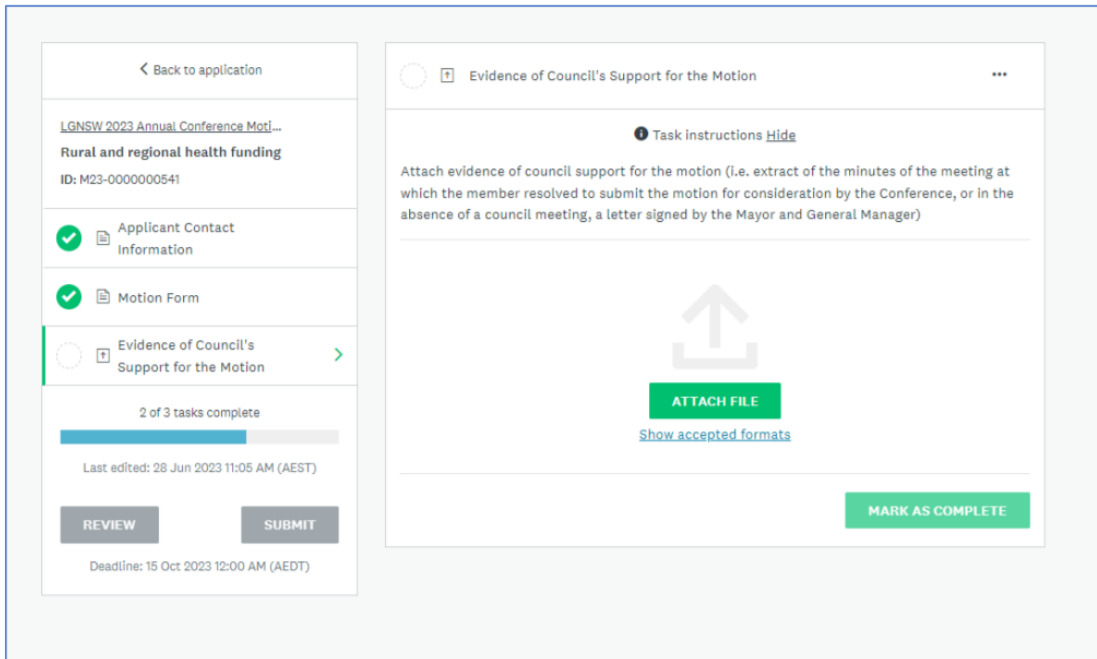 Back to application
LGNSW 2023 Annual Conference Moti...
Rural and regional health funding
ID: M23-0000000541
Applicant Contact
Information
Motion Form
Evidence of Council's
Support for the Motion
2 of 3 tasks complete
Last edited: 28 Jun 2023 11:05 AM (AEST)
REVIEW
SUBMIT
Deadline: 15 Oct 2023 12:00 AM (AEDT)
Evidence of Council's Support for the Motion
Task instructions Hide
Attach evidence of council support for the motion (i.e. extract of the minutes of the meeting at
which the member resolved to submit the motion for consideration by the Conference, or in the
absence of a council meeting, a letter signed by the Mayor and General Manager)
ATTACH FILE
Show accepted formats
MARK AS COMPLETE